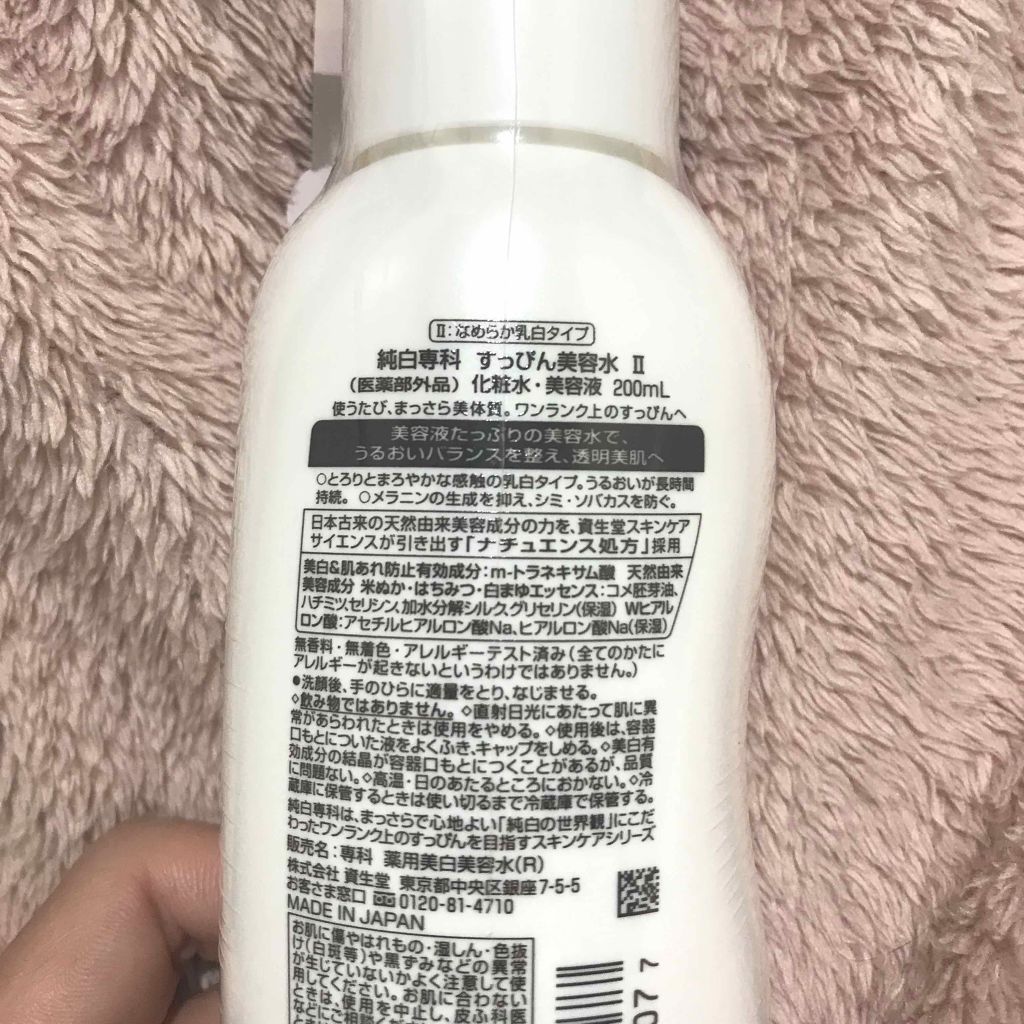 Ⅱ：なめらか乳白タイプ
純白専科 すっぴん美容水 Ⅱ
（医薬部外品） 化粧水・美容液 200mL
使うたび、まっさら美体質。ワンランク上のすっぴんへ
美容液たっぷりの美容水で、
うるおいバランスを整え、透明美肌へ
○とろりとまろやかな感触の乳白タイプ。うるおいが長時間
持続。 ○メラニンの生成を抑え、シミ・ソバカスを防ぐ。
日本古来の天然由来美容成分の力を、資生堂スキンケア
サイエンスが引き出す「ナチュエンス処方」採用
美白&肌あれ防止有効成分：m-トラネキサム酸 天然由来
美容成分 米ぬか・はちみつ・白まゆエッセンス：コメ胚芽油、
ハチミツ、セリシン、加水分解シルク、グリセリン（保湿） Wヒアル
ロン酸：アセチルヒアルロン酸Na、ヒアルロン酸Na（保湿）
無香料・無着色・アレルギーテスト済み（全てのかたに
アレルギーが起きないというわけではありません。）
●洗顔後、手のひらに適量をとり、なじませる。
◇飲み物ではありません。◇直射日光にあたって肌に異
常があらわれたときは使用をやめる。◇使用後は、容器
口もとについた液をよくふき、キャップをしめる。◇美白有
効成分の結晶が容器口もとにつくことがあるが、品質
に問題ない。◇高温・日のあたるところにおかない。◇冷
蔵庫に保管するときは使い切るまで冷蔵庫で保管する。
純白専科は、まっさらで心地よい「純白の世界観」にこだ
わったワンランク上のすっぴんを目指すスキンケアシリーズ
販売名：専科 薬用美白美容水(R)
株式会社 資生堂 東京都中央区銀座7-5-5
お客さま窓口 0120-81-4710
MADE IN JAPAN
お肌に傷やはれもの・湿しん・色抜
け（白斑等）や黒ずみなどの異常
が生じていないかよく注意して使
用してください。お肌に合わない
ときは、使用を中止し、皮ふ科医
などにご相談くだ
077